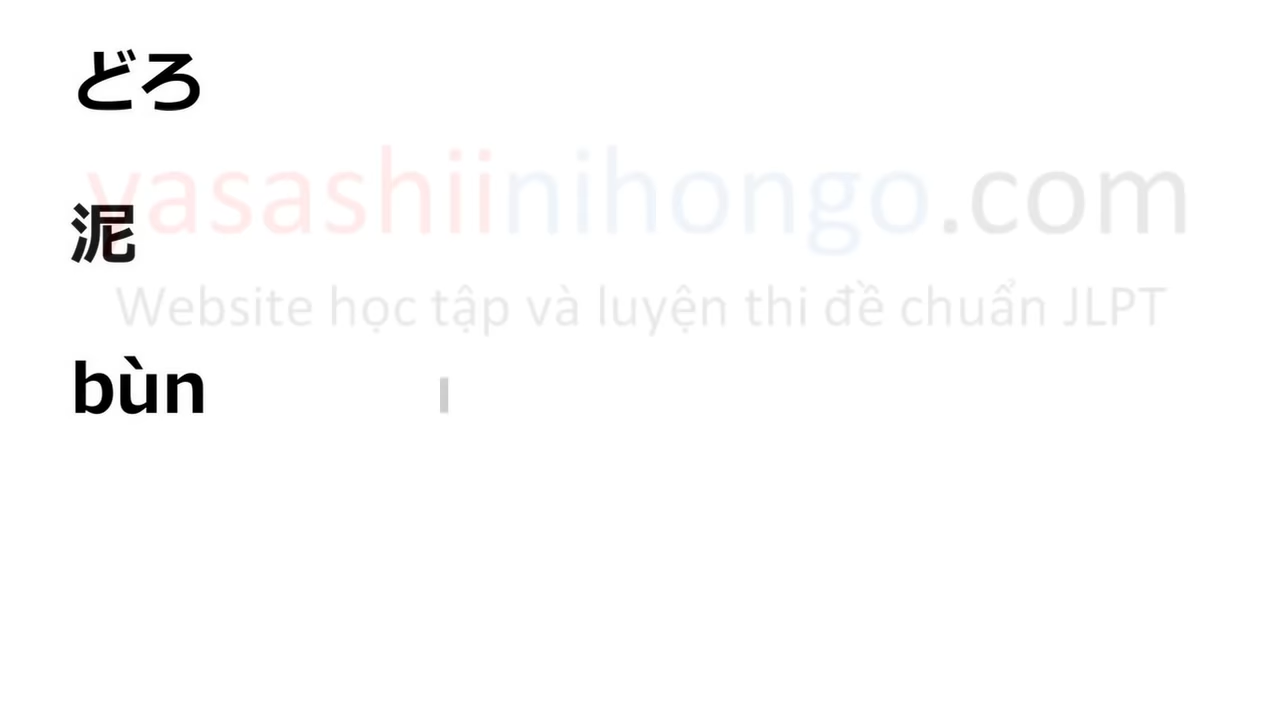 どろ
yasashiinihongo.com
泥
Website học tập và luyện thi đề chuẩn JLPT
bùn